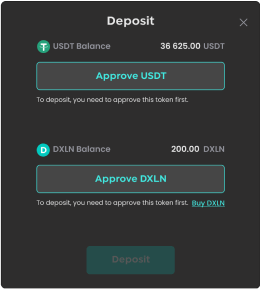 Deposit
T USDT Balance 36 625.00 USDT
Approve USDT
To deposit, you need to approve this token first.
D DXLN Balance 200.00 DXLN
Approve DXLN
To deposit, you need to approve this token first. Buy DXLN
Deposit